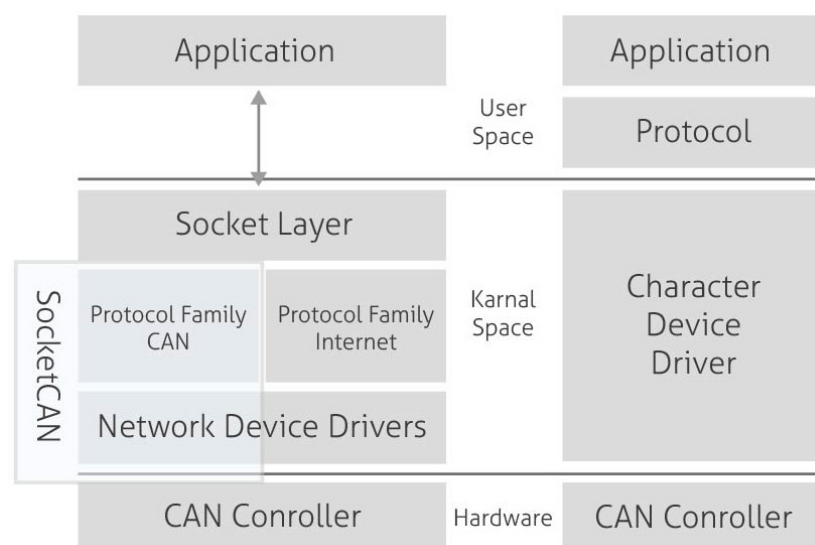 Application
Application
User
Space
Protocol
Socket Layer
SocketCAN
Protocol Family
CAN
Protocol Family
Internet
Karnal
Space
Character
Device
Driver
Network Device Drivers
CAN Conroller
Hardware
CAN Conroller